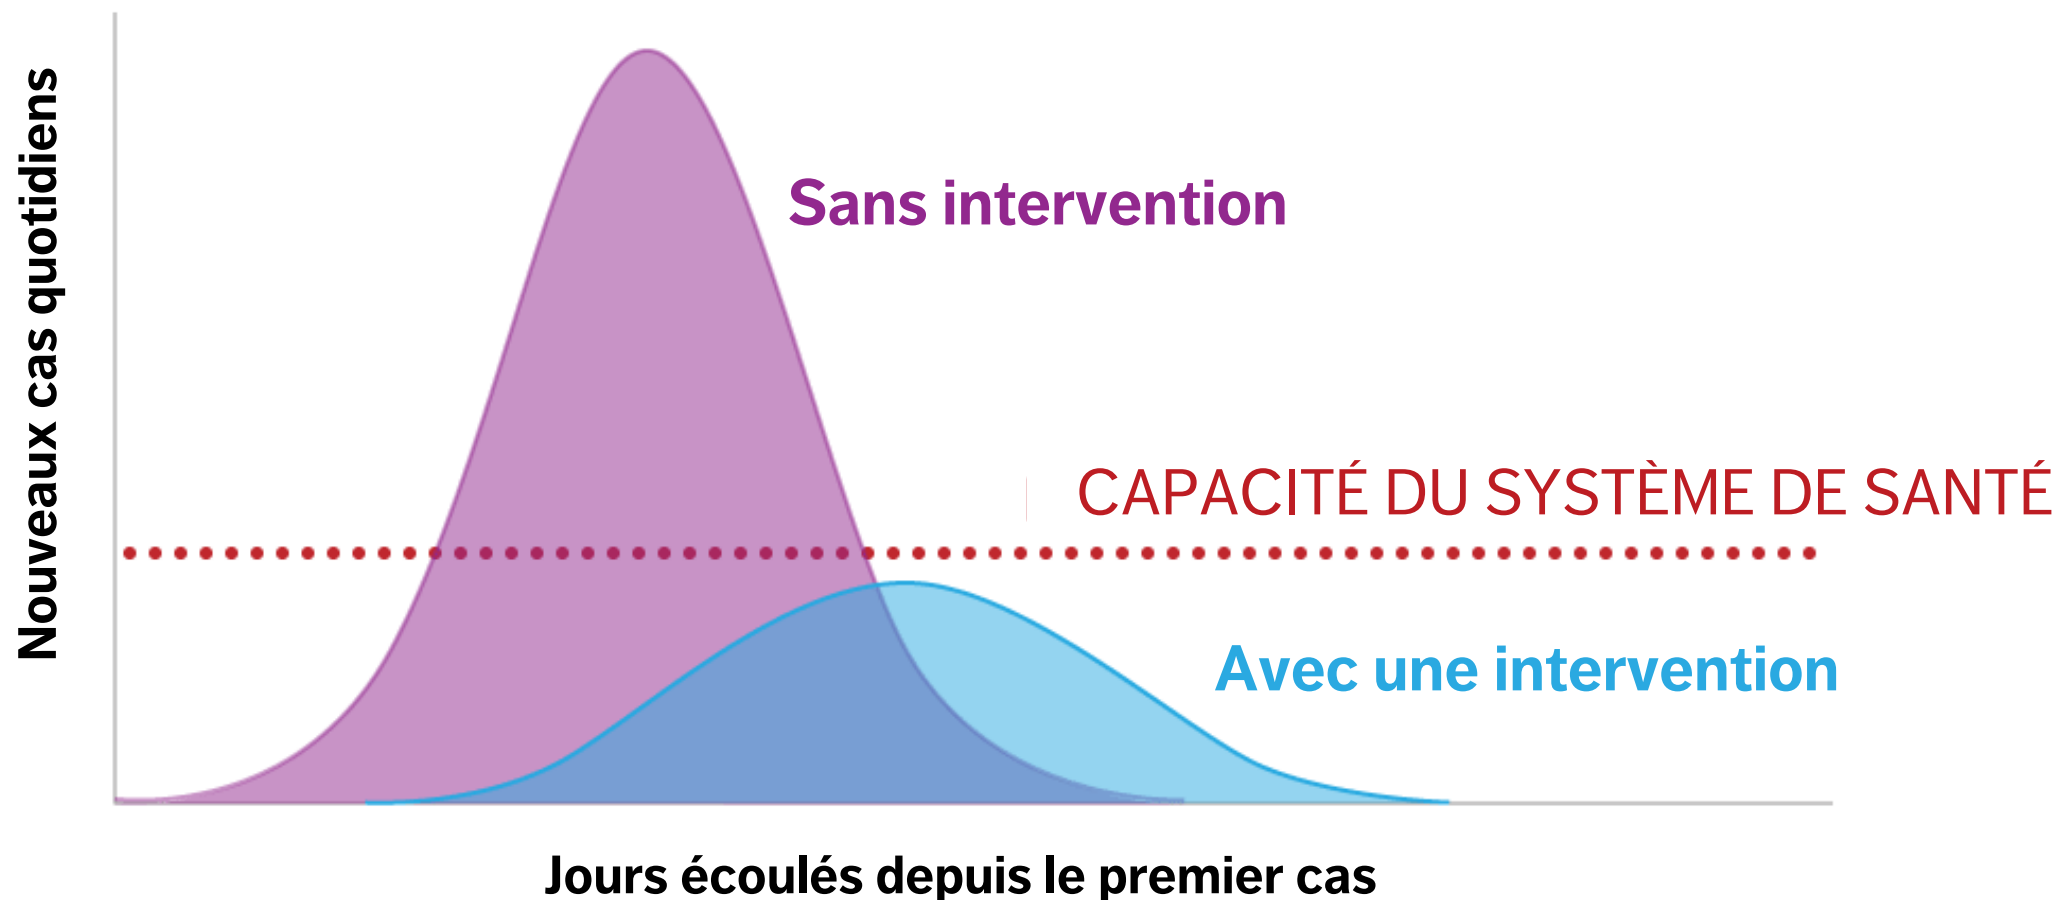 Nouveaux cas quotidiens
Sans intervention
CAPACITÉ DU SYSTÈME DE SANTÉ
Avec une intervention
Jours écoulés depuis le premier cas